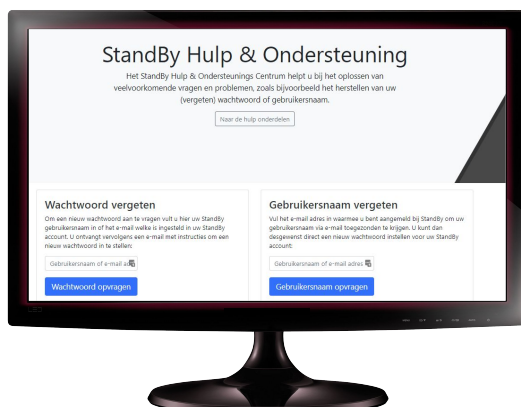 StandBy Hulp & Ondersteuning
Het StandBy Hulp & Ondersteunings Centrum helpt u bij het oplossen van
veelvoorkomende vragen en problemen, zoals bijvoorbeeld het herstellen van uw
(vergeten) wachtwoord of gebruikersnaam.
Naar de hulp onderdelen
Wachtwoord vergeten
Om een nieuw wachtwoord aan te vragen vult u hier uw StandBy
gebruikersnaam in of het e-mail welke is ingesteld in uw StandBy
account. U ontvangt vervolgens een e-mail met instructies om een
nieuw wachtwoord in te stellen:
Gebruikersnaam of e-mail
Wachtwoord opvragen
Gebruikersnaam vergeten
Vul het e-mail adres in waarmee u bent aangemeld bij StandBy om uw
gebruikersnaam via e-mail toegezonden te krijgen. U kunt dan
desgewenst direct een nieuw wachtwoord instellen voor uw StandBy
account:
Gebruikersnaam of e-mail adres
Gebruikersnaam opvragen